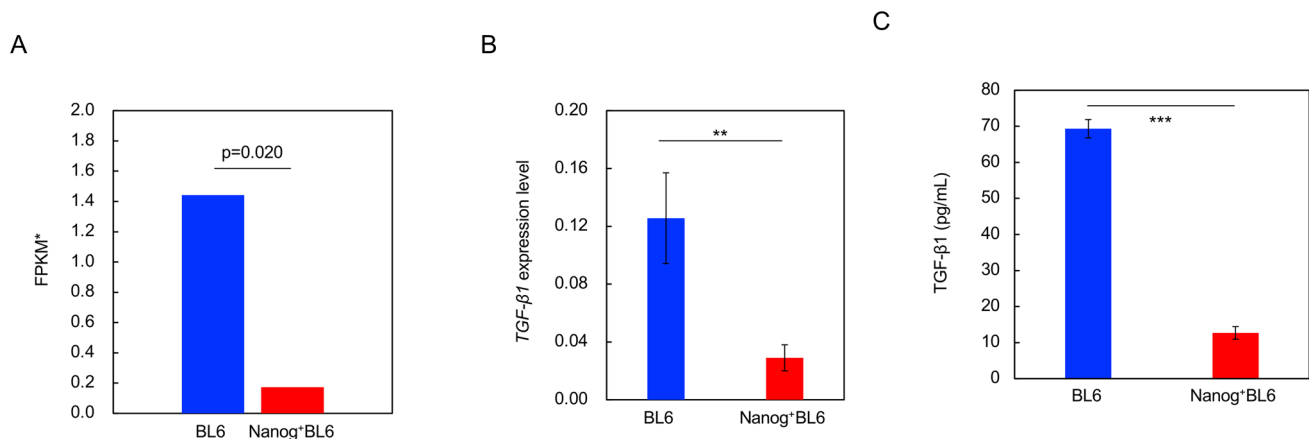 A
FPKM*
2.0
1.8
1.6
1.4
1.2
1.0
0.8
0.6
0.4
0.2
0.0
p=0.020
BL6 Nanog⁺BL6
B
TGF-β1 expression level
0.20
0.16
0.12
0.08
0.04
0.00
**
BL6 Nanog⁺BL6
C
TGF-β1 (pg/mL)
80
70
60
50
40
30
20
10
0
***
BL6 Nanog⁺BL6